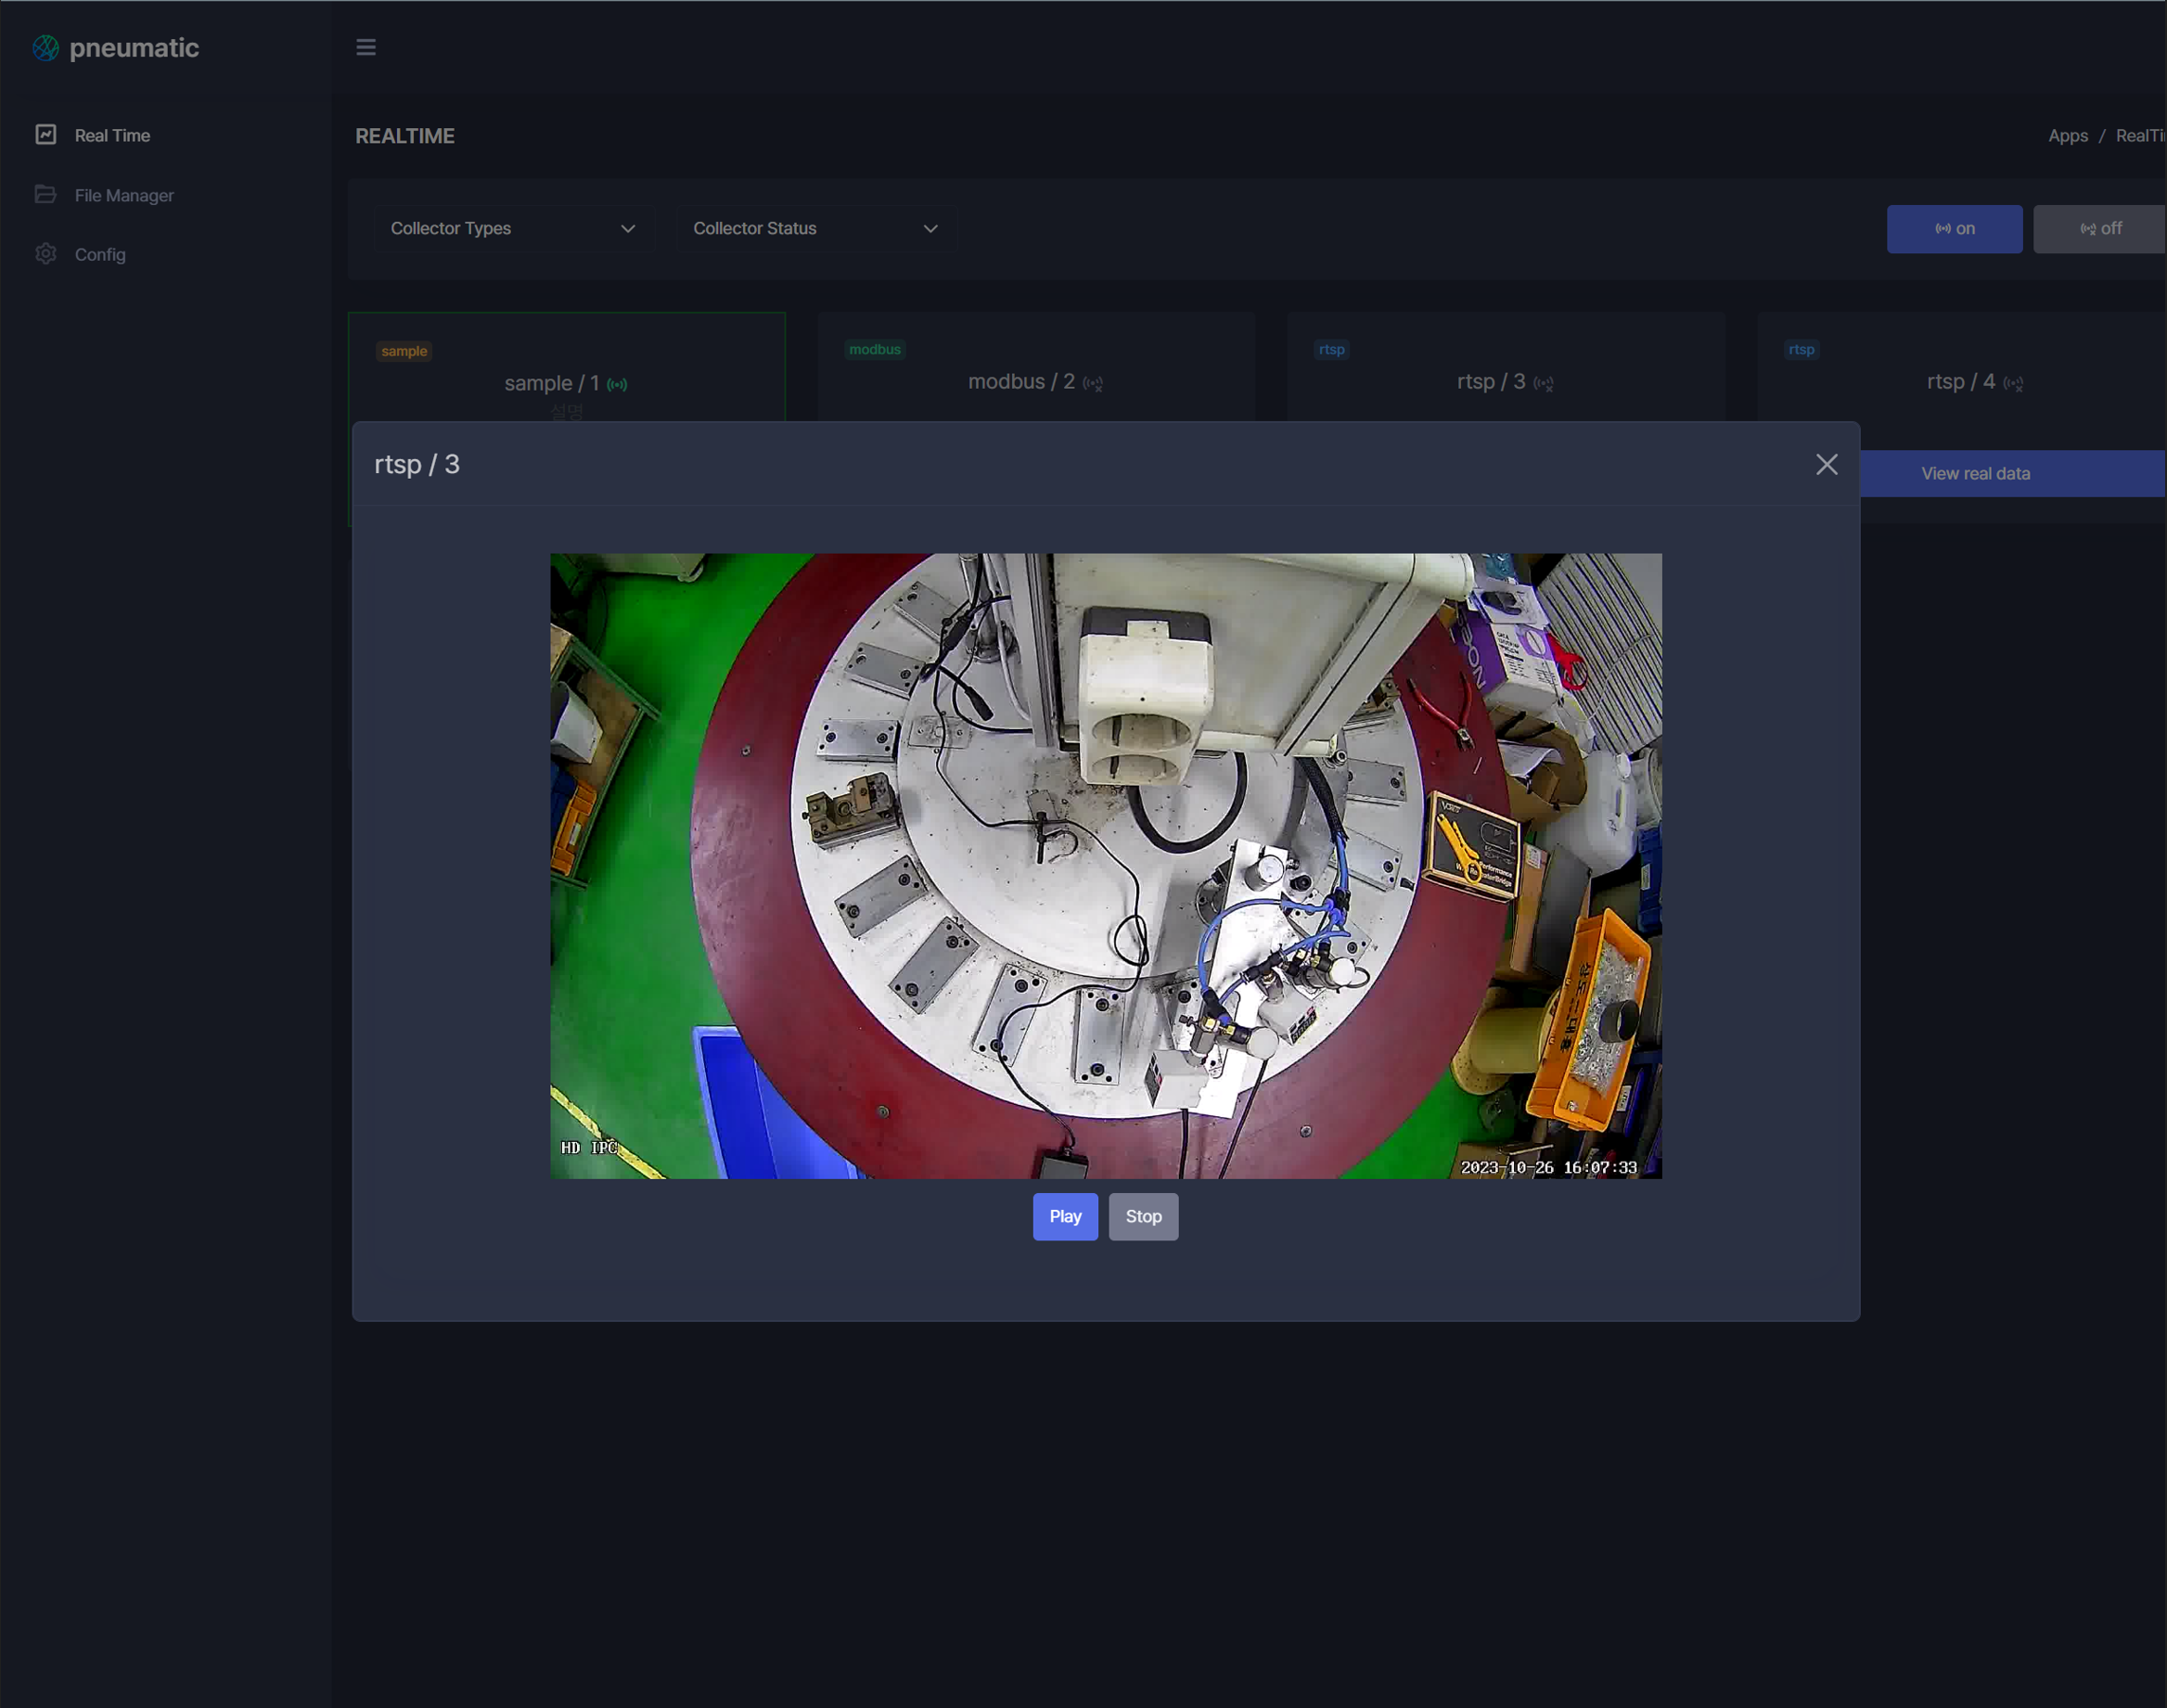 pneumatic
Real Time
File Manager
Config
REALTIME
Apps / RealTi
Collector Types
Collector Status
on
off
sample
sample / 1
설명
modbus
modbus / 2
rtsp
rtsp / 3
rtsp
rtsp / 4
View real data
rtsp / 3
HD IPC
2023-10-26 16:07:33
Play
Stop